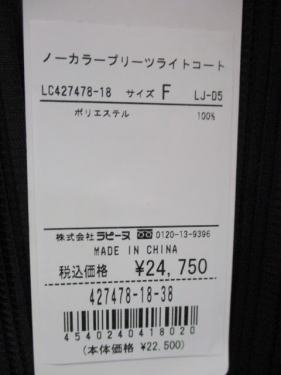 ノーカラープリーツライトコート
LC427478-18 サイズ F LJ-05
ポリエステル 100%
株式会社 ラピーヌ 0120-13-9396
MADE IN CHINA
税込価格 ¥24,750
427478-18-38
4540240418020
(本体価格 ¥22,500)